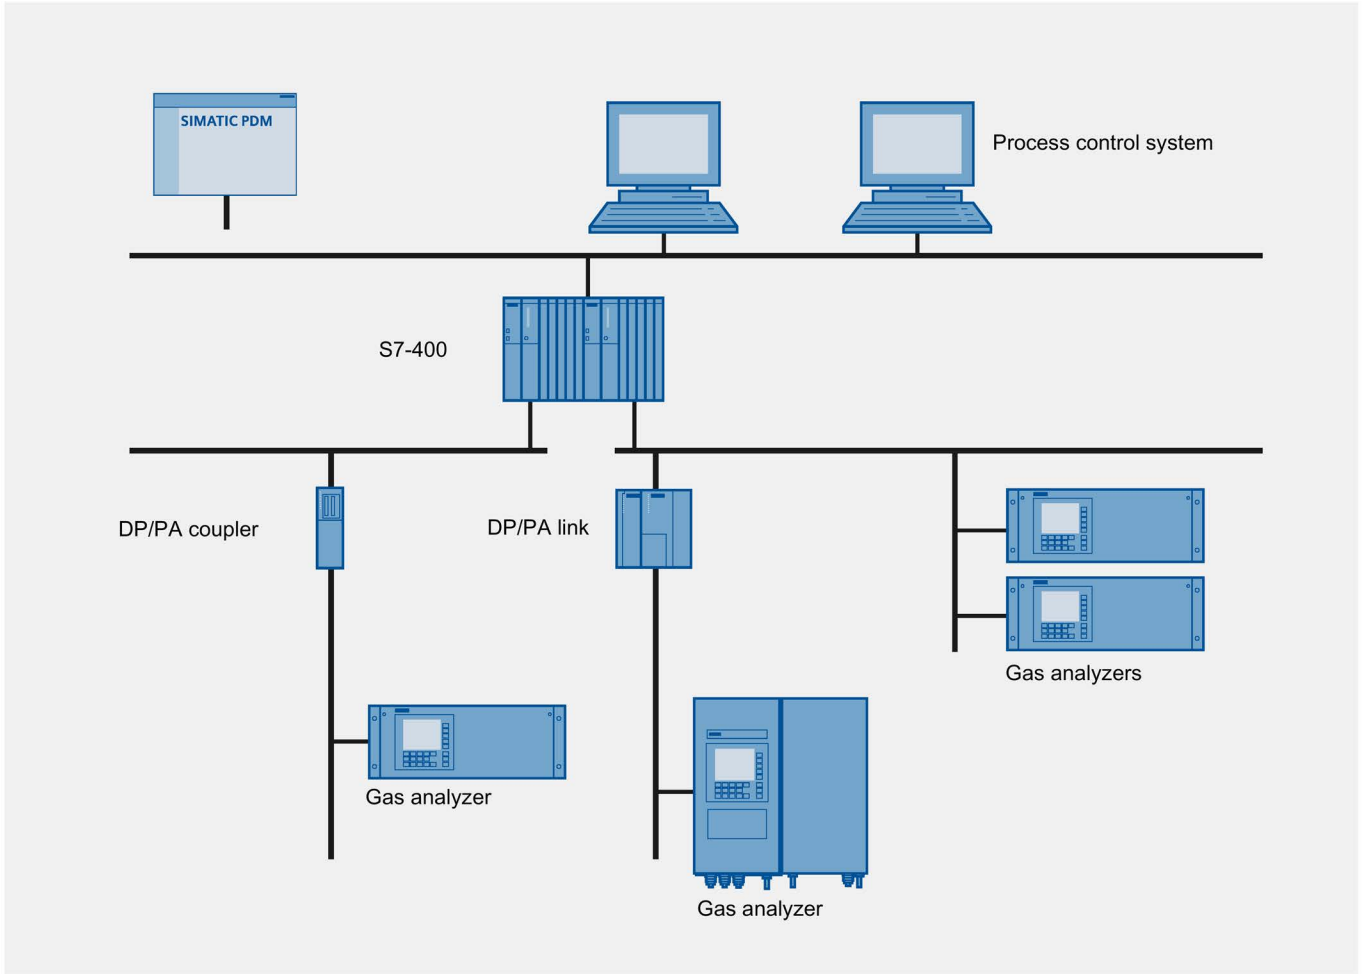 SIMATIC PDM
Process control system
S7-400
DP/PA coupler
DP/PA link
Gas analyzers
Gas analyzer
Gas analyzer